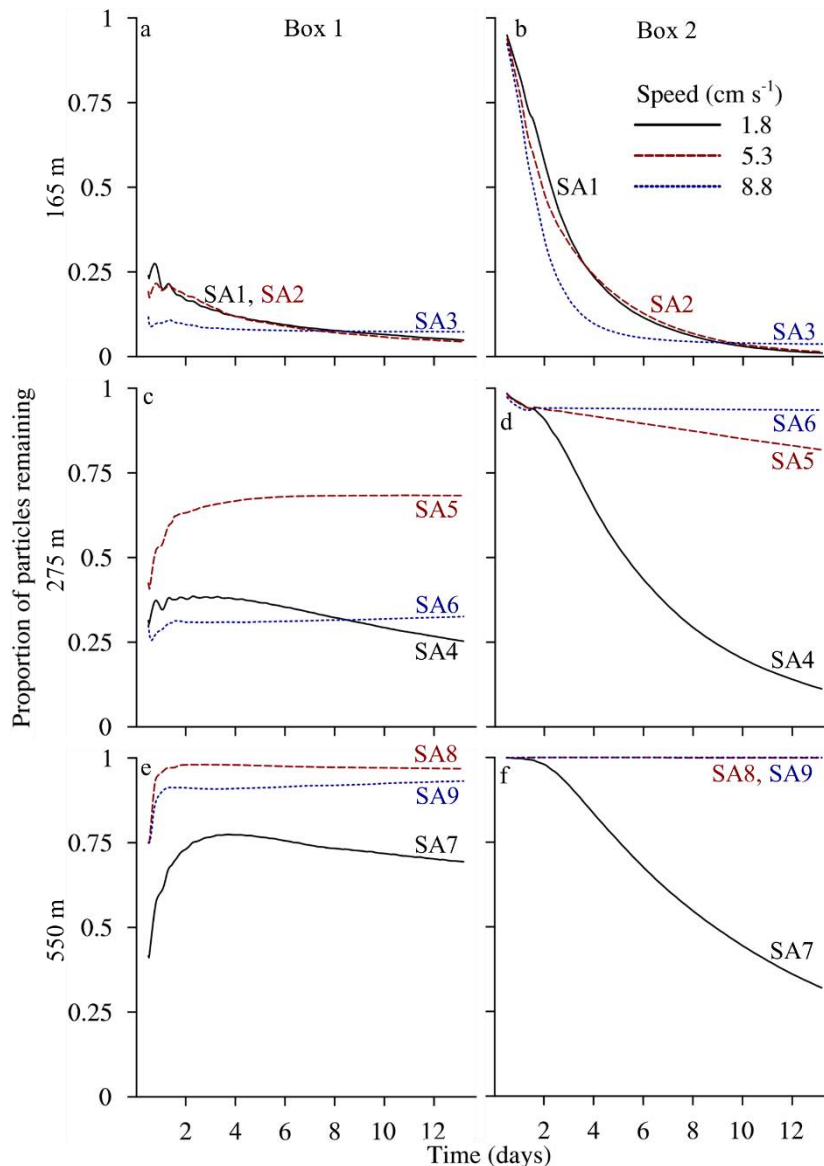 Proportion of particles remaining
165 m
275 m
550 m
Box 1
a
1
0.75
0.5
0.25
0
SA1, SA2
SA3
Box 2
b
Speed (cm s⁻¹)
1.8
5.3
8.8
SA1
SA2
SA3
c
1
0.75
0.5
0.25
0
SA5
SA6
SA4
d
SA6
SA5
SA4
e
1
0.75
0.5
0.25
0
SA8
SA9
SA7
2 4 6 8 10 12
f
SA8, SA9
SA7
2 4 6 8 10 12
Time (days)